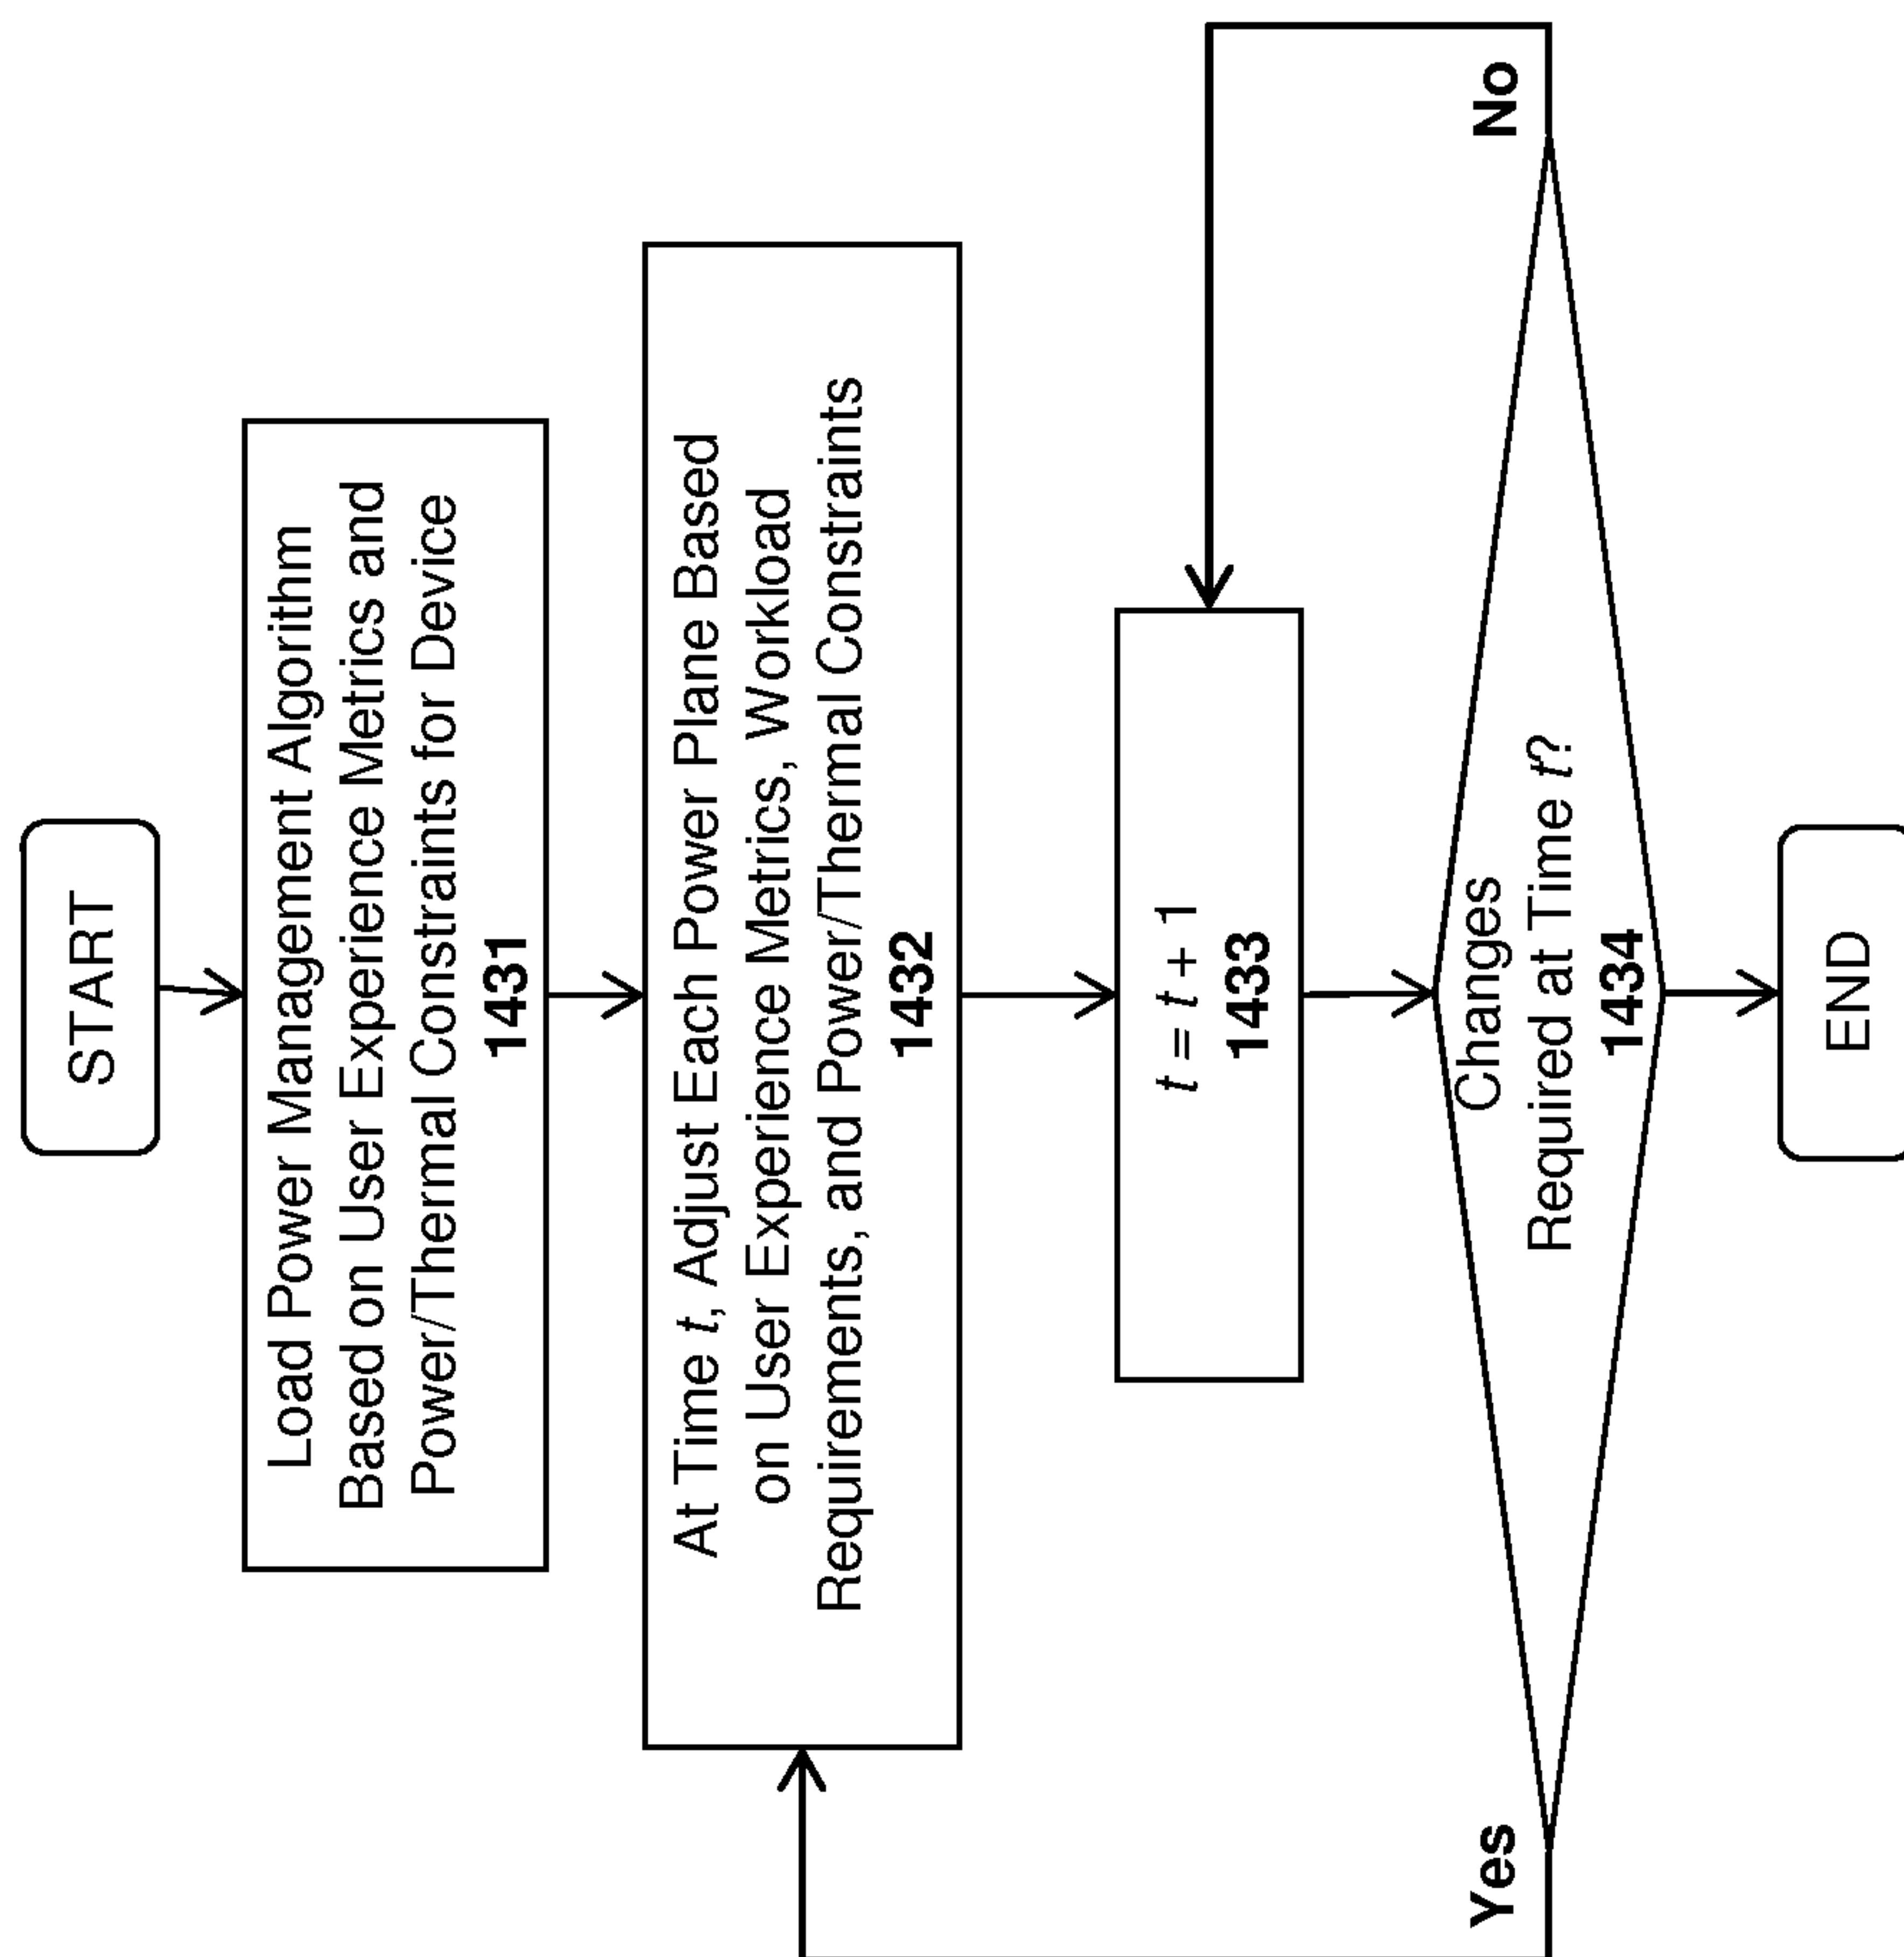 START
Load Power Management Algorithm
Based on User Experience Metrics and
Power/Thermal Constraints for Device
1431
At Time t, Adjust Each Power Plane Based
on User Experience Metrics, Workload
Requirements, and Power/Thermal Constraints
1432
t = t + 1
1433
Changes
Required at Time t?
1434
Yes
No
END